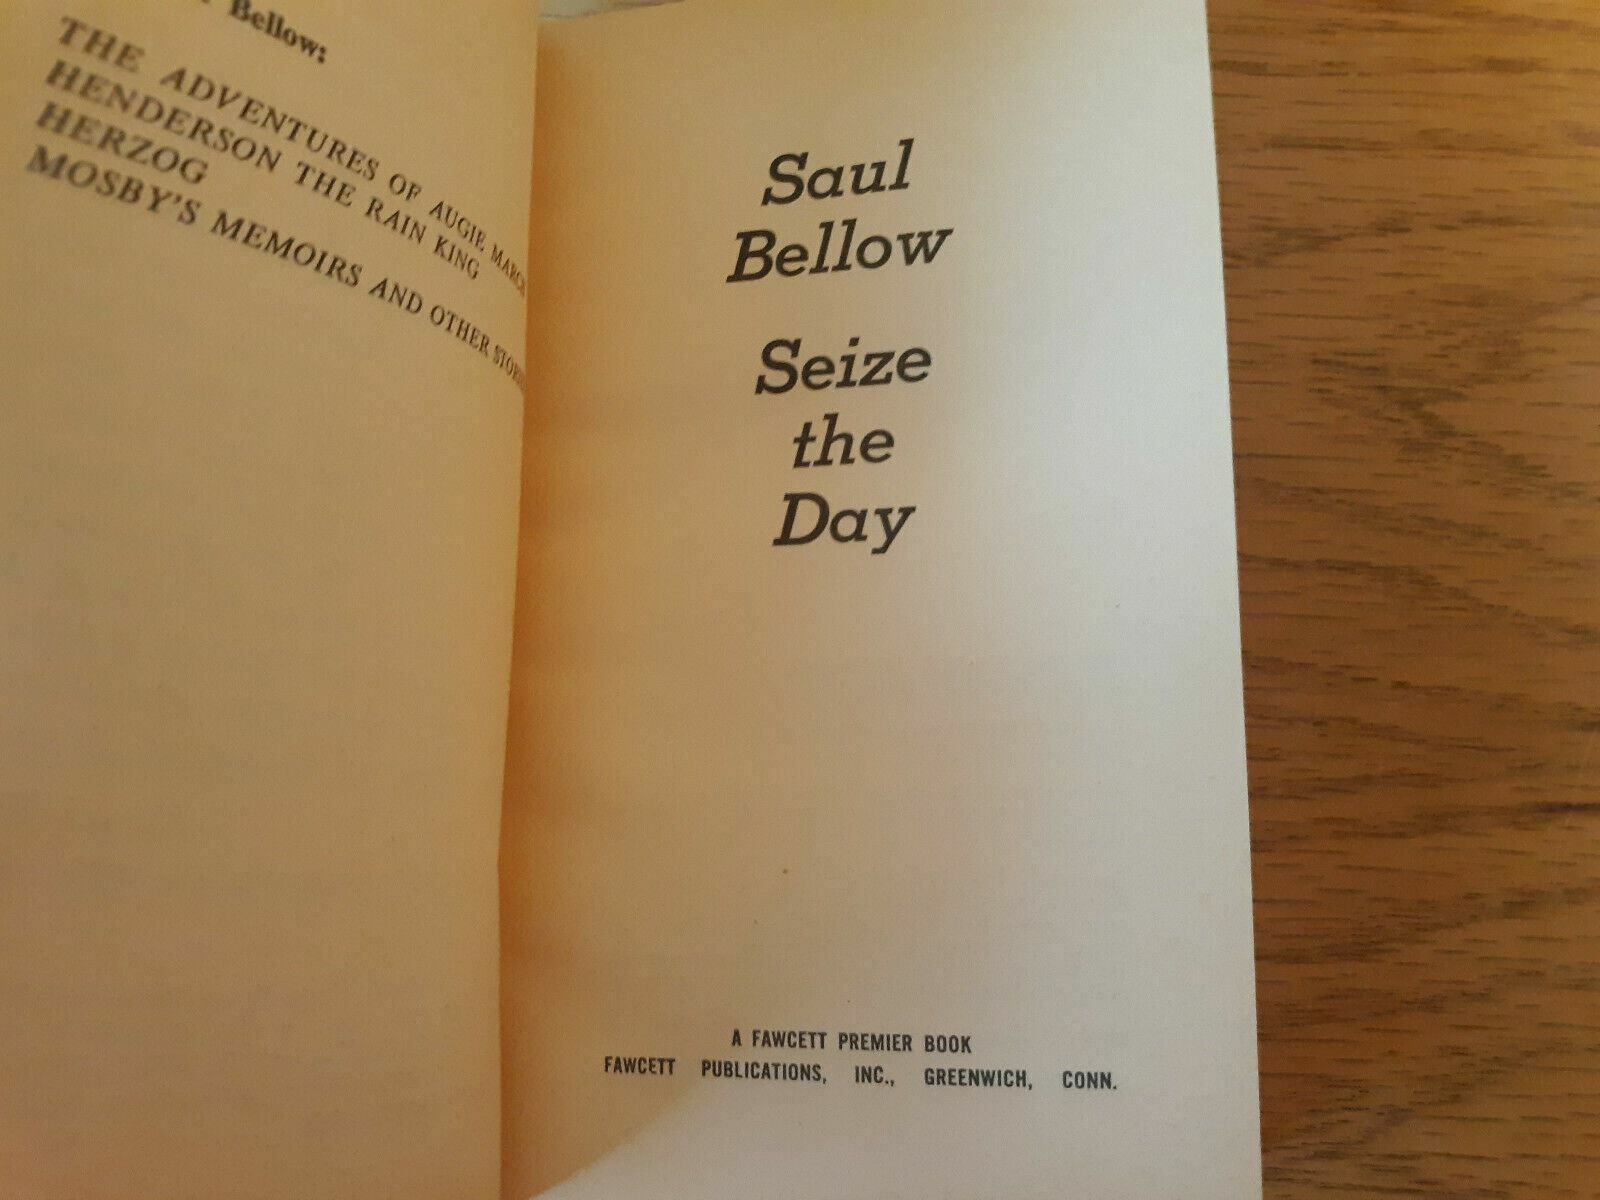 Bellow:
THE ADVENTURES OF AUGIE MARCH
HENDERSON THE RAIN KING
HERZOG
MOSBY'S MEMOIRS AND OTHER
Saul
Bellow
Seize
the
Day
A FAWCETT PREMIER BOOK
FAWCETT PUBLICATIONS, INC., GREENWICH, CONN.